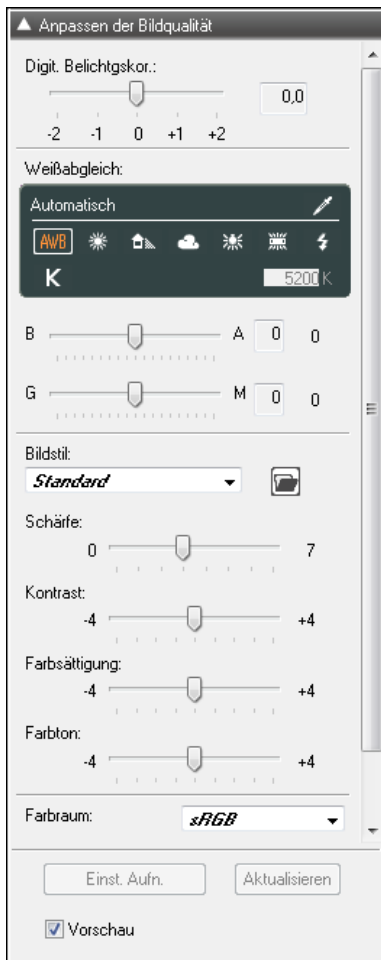 Anpassen der Bildqualität
Digit. Belichtgskor.:
0,0
-2 -1 0 +1 +2
Weißabgleich:
Automatisch
AWB
K 5200 K
B A 0 0
G M 0 0
Bildstil:
Standard
Schärfe:
0 7
Kontrast:
-4 +4
Farbsättigung:
-4 +4
Farbton:
-4 +4
Farbraum: sRGB
Einst. Aufn. Aktualisieren
Vorschau